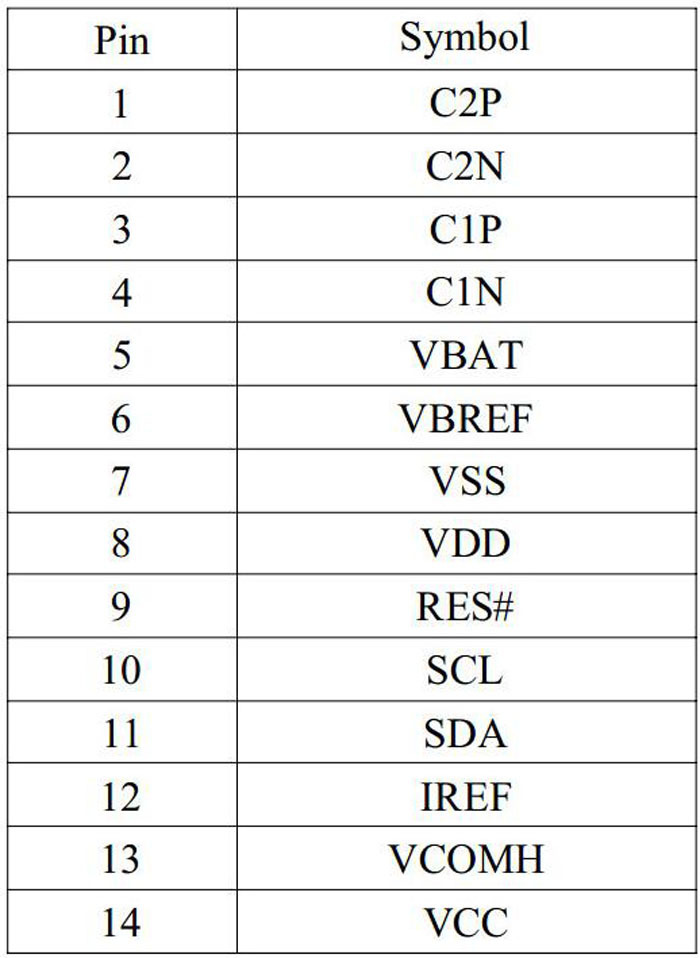 Pin Symbol
1 C2P
2 C2N
3 C1P
4 C1N
5 VBAT
6 VBREF
7 VSS
8 VDD
9 RES#
10 SCL
11 SDA
12 IREF
13 VCOMH
14 VCC